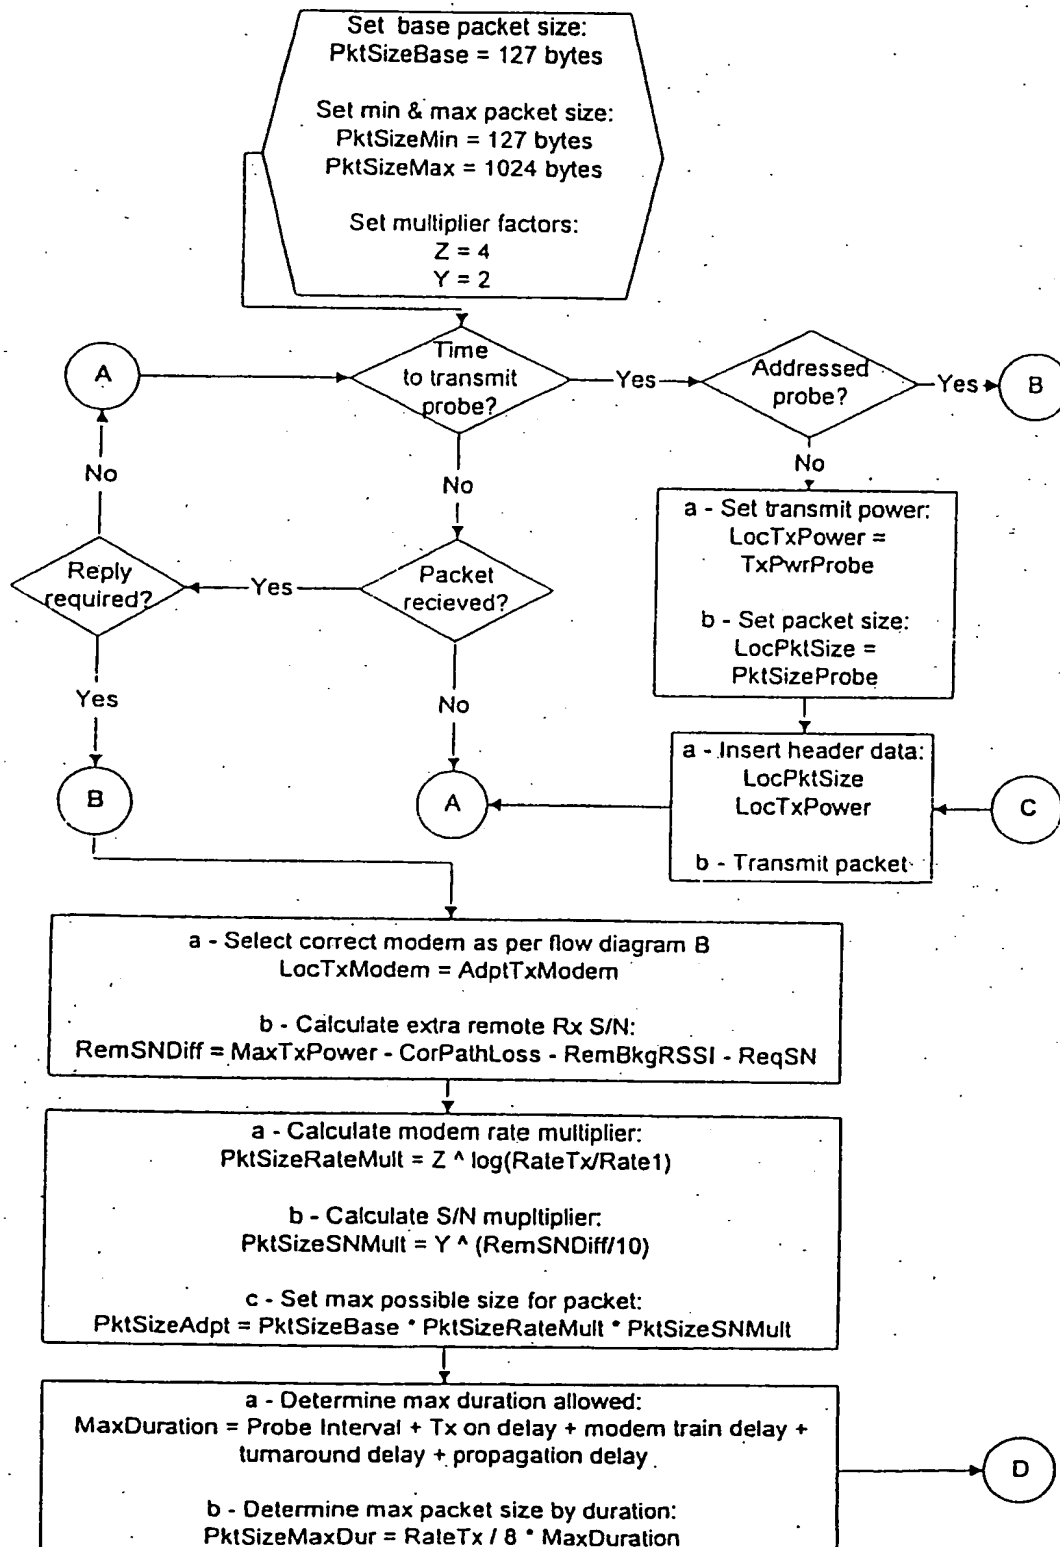 Set base packet size:
PktSizeBase = 127 bytes
Set min & max packet size:
PktSizeMin = 127 bytes
PktSizeMax = 1024 bytes
Set multiplier factors:
Z = 4
Y = 2
A
Time
to transmit
probe?
Yes
Addressed
probe?
Yes
B
No
No
No
a - Set transmit power:
LocTxPower =
TxPwrProbe
b - Set packet size:
LocPktSize =
PktSizeProbe
Reply
required?
Yes
Packet
recieved?
Yes
No
B
A
a - Insert header data:
LocPktSize
LocTxPower
b - Transmit packet
C
a - Select correct modem as per flow diagram B
LocTxModem = AdptTxModem
b - Calculate extra remote Rx S/N:
RemSNDiff = MaxTxPower - CorPathLoss - RemBkgRSSI - ReqSN
a - Calculate modem rate multiplier:
PktSizeRateMult = Z ^ log(RateTx/Rate1)
b - Calculate S/N mupltiplier:
PktSizeSNMult = Y ^ (RemSNDiff/10)
c - Set max possible size for packet:
PktSizeAdpt = PktSizeBase * PktSizeRateMult * PktSizeSNMult
a - Determine max duration allowed:
MaxDuration = Probe Interval + Tx on delay + modem train delay +
turnaround delay + propagation delay
b - Determine max packet size by duration:
PktSizeMaxDur = RateTx / 8 * MaxDuration
D